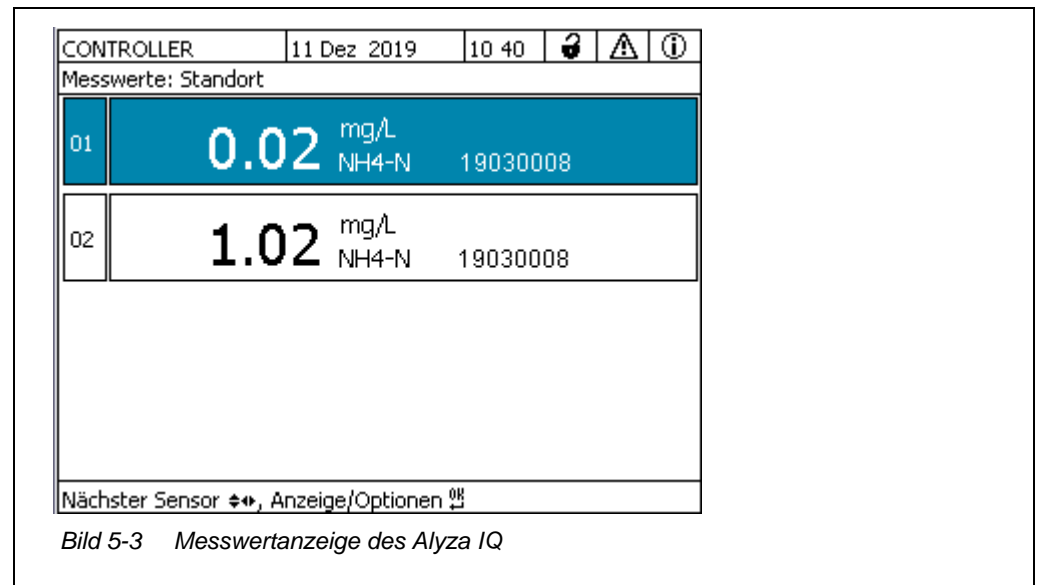 CONTROLLER 11 Dez 2019 10 40
Messwerte: Standort
01 0.02 mg/L NH4-N 19030008
02 1.02 mg/L NH4-N 19030008
Nächster Sensor, Anzeige/Optionen OK
Bild 5-3 Messwertanzeige des Alyza IQ